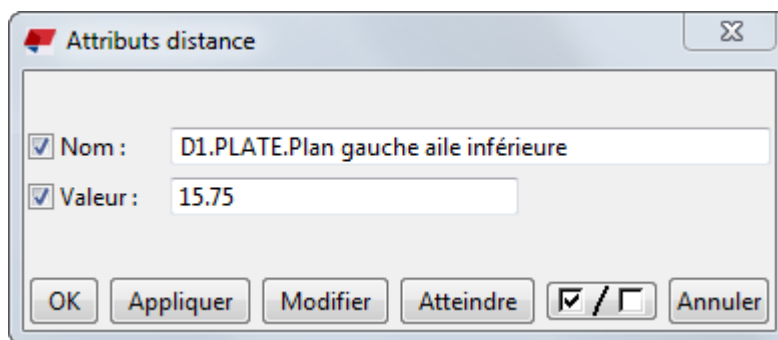 Attributs distance
Nom : D1.PLATE.Plan gauche aile inférieure
Valeur : 15.75
OK Appliquer Modifier Atteindre / Annuler